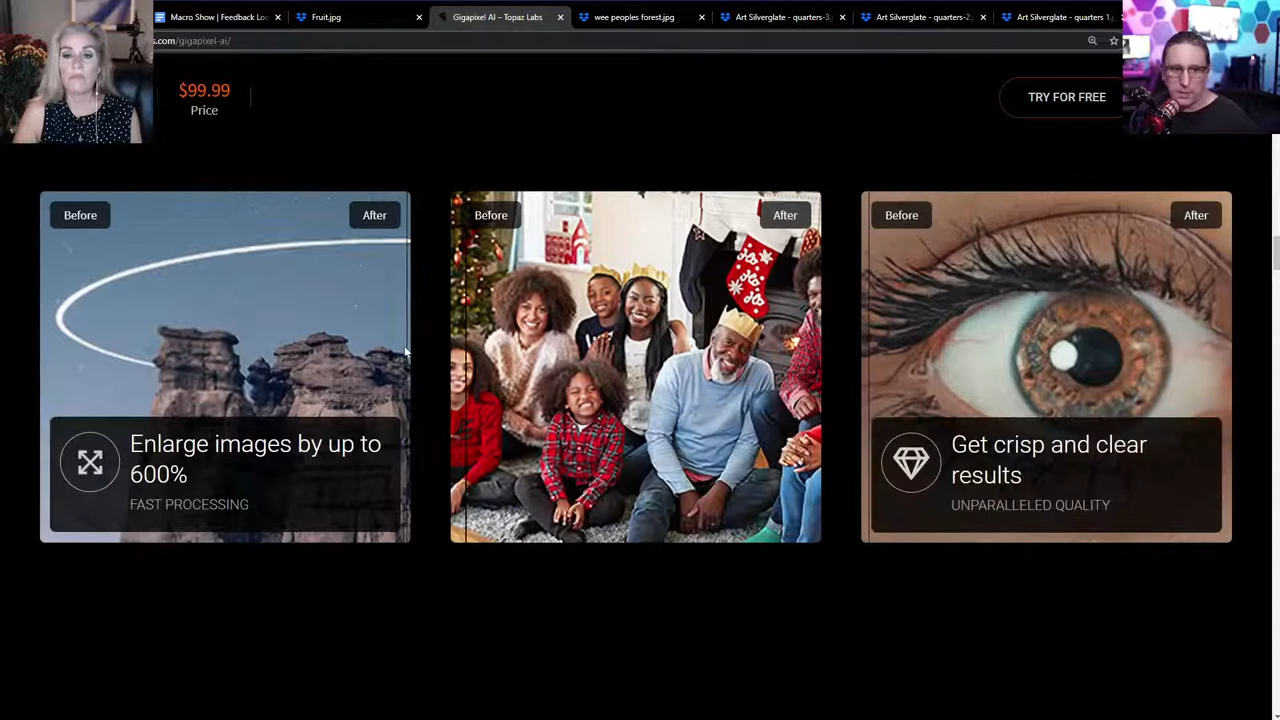 Macro Show | Feedback Lo
Fruit.jpg
Gigapixel AI – Topaz Labs
wee peoples forest.jpg
Art Silverglate - quarters-3
Art Silverglate - quarters-2.
Art Silverglate - quarters 1.
s.com/gigapixel-ai/
$99.99
Price
TRY FOR FREE
Before
After
Before
After
Before
After
Enlarge images by up to
600%
FAST PROCESSING
Get crisp and clear
results
UNPARALLELED QUALITY